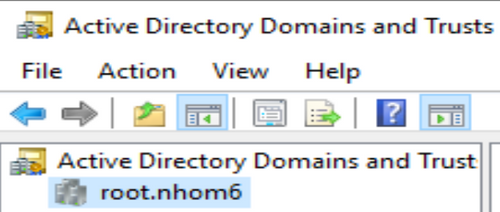 Active Directory Domains and Trusts
File Action View Help
Active Directory Domains and Trust
root.nhom6